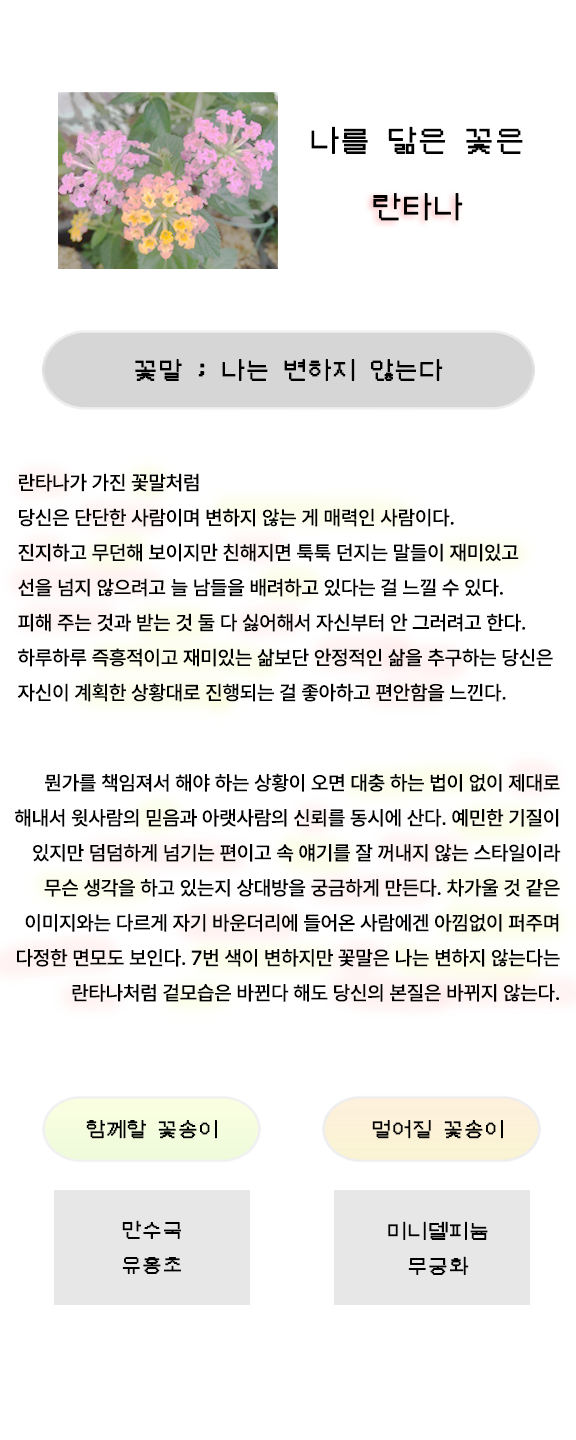 나를 닮은 꽃은
란타나
꽃말 ; 나는 변하지 않는다
란타나가 가진 꽃말처럼
당신은 단단한 사람이며 변하지 않는 게 매력인 사람이다.
진지하고 무던해 보이지만 친해지면 툭툭 던지는 말들이 재미있고
선을 넘지 않으려고 늘 남들을 배려하고 있다는 걸 느낄 수 있다.
피해 주는 것과 받는 것 둘 다 싫어해서 자신부터 안 그러려고 한다.
하루하루 즉흥적이고 재미있는 삶보단 안정적인 삶을 추구하는 당신은
자신이 계획한 상황대로 진행되는 걸 좋아하고 편안함을 느낀다.
뭔가를 책임져서 해야 하는 상황이 오면 대충 하는 법이 없이 제대로
해내서 윗사람의 믿음과 아랫사람의 신뢰를 동시에 산다. 예민한 기질이
있지만 덤덤하게 넘기는 편이고 속 얘기를 잘 꺼내지 않는 스타일이라
무슨 생각을 하고 있는지 상대방을 궁금하게 만든다. 차가울 것 같은
이미지와는 다르게 자기 바운더리에 들어온 사람에겐 아낌없이 퍼주며
다정한 면모도 보인다. 7번 색이 변하지만 꽃말은 나는 변하지 않는다는
란타나처럼 겉모습은 바뀐다 해도 당신의 본질은 바뀌지 않는다.
함께할 꽃송이
멀어질 꽃송이
만수국
유홍초
미니델피늄
무궁화